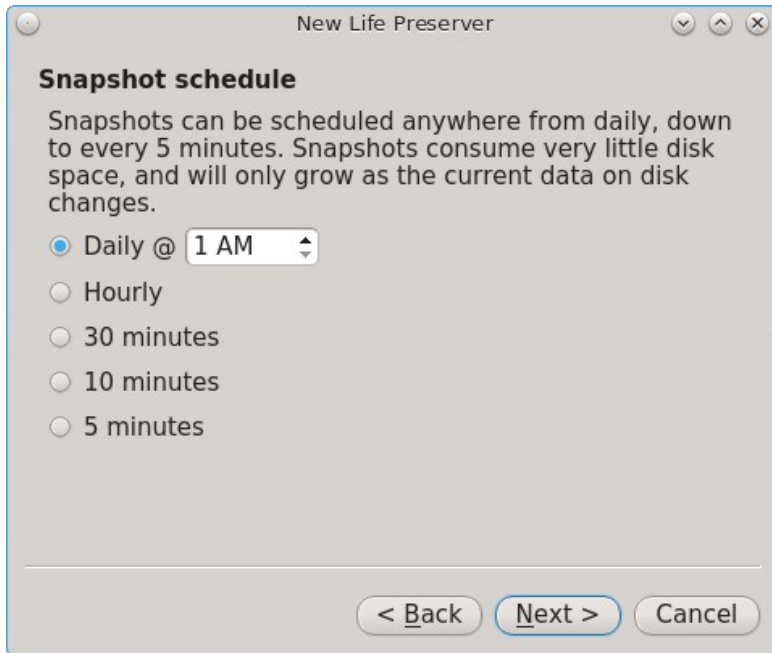 New Life Preserver
Snapshot schedule
Snapshots can be scheduled anywhere from daily, down
to every 5 minutes. Snapshots consume very little disk
space, and will only grow as the current data on disk
changes.
Daily @ 1 AM
Hourly
30 minutes
10 minutes
5 minutes
< Back Next > Cancel